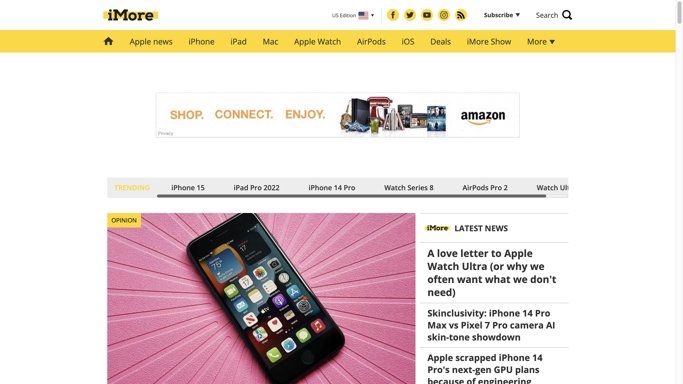 iMore
US Edition
Subscribe
Search
Apple news
iPhone
iPad
Mac
Apple Watch
AirPods
iOS
Deals
iMore Show
More
SHOP. CONNECT. ENJOY.
amazon
Privacy
TRENDING
iPhone 15
iPad Pro 2022
iPhone 14 Pro
Watch Series 8
AirPods Pro 2
Watch Ult
OPINION
iMore LATEST NEWS
A love letter to Apple
Watch Ultra (or why we
often want what we don't
need)
Skinclusivity: iPhone 14 Pro
Max vs Pixel 7 Pro camera AI
skin-tone showdown
Apple scrapped iPhone 14
Pro's next-gen GPU plans
because of engineering